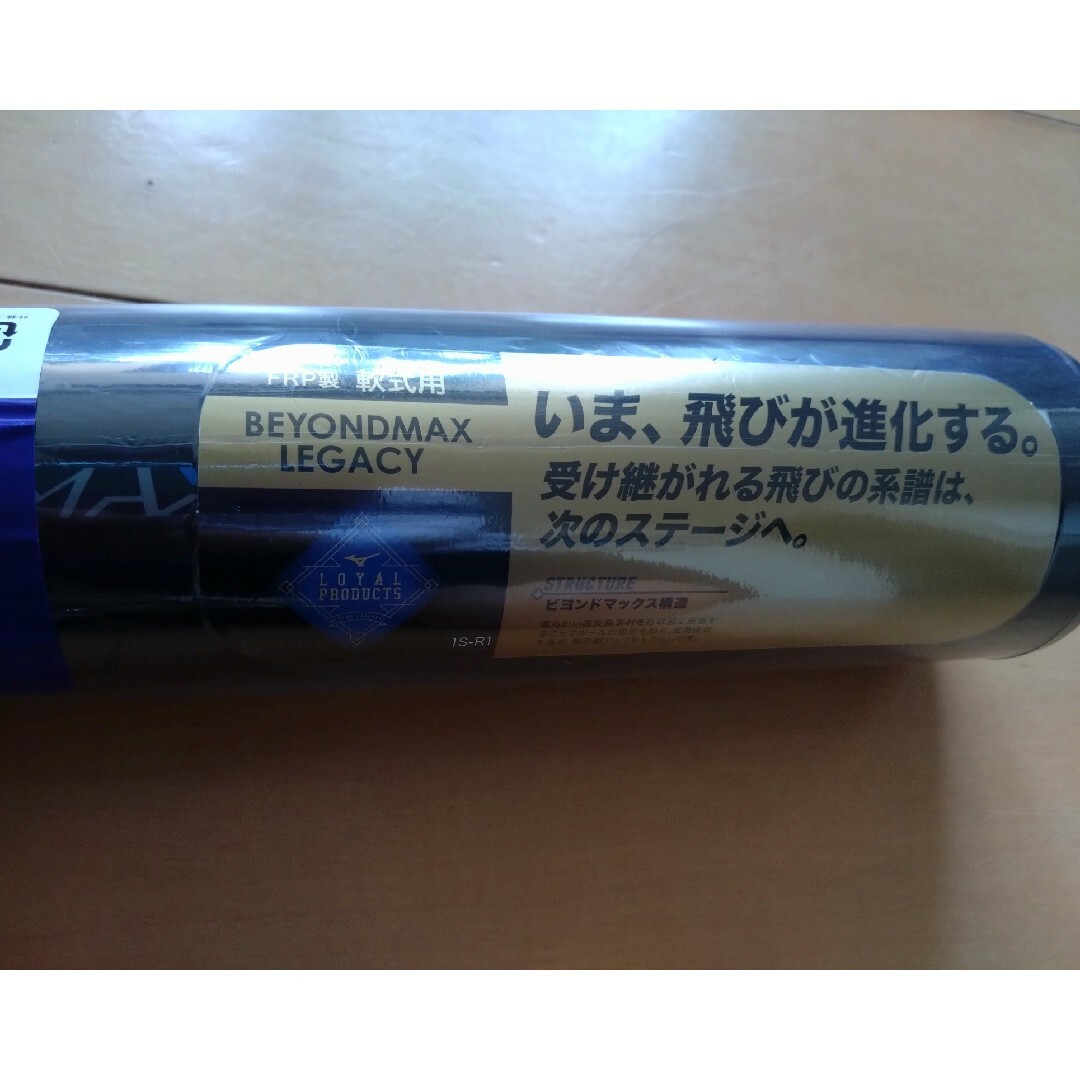 MAX
FRP製 軟式用
BEYONDMAX
LEGACY
LOYAL
PRODUCTS
1S-R1
いま、飛びが進化する。
受け継がれる飛びの系譜は、
次のステージへ。
STRUCTURE
ビヨンドマックス構造